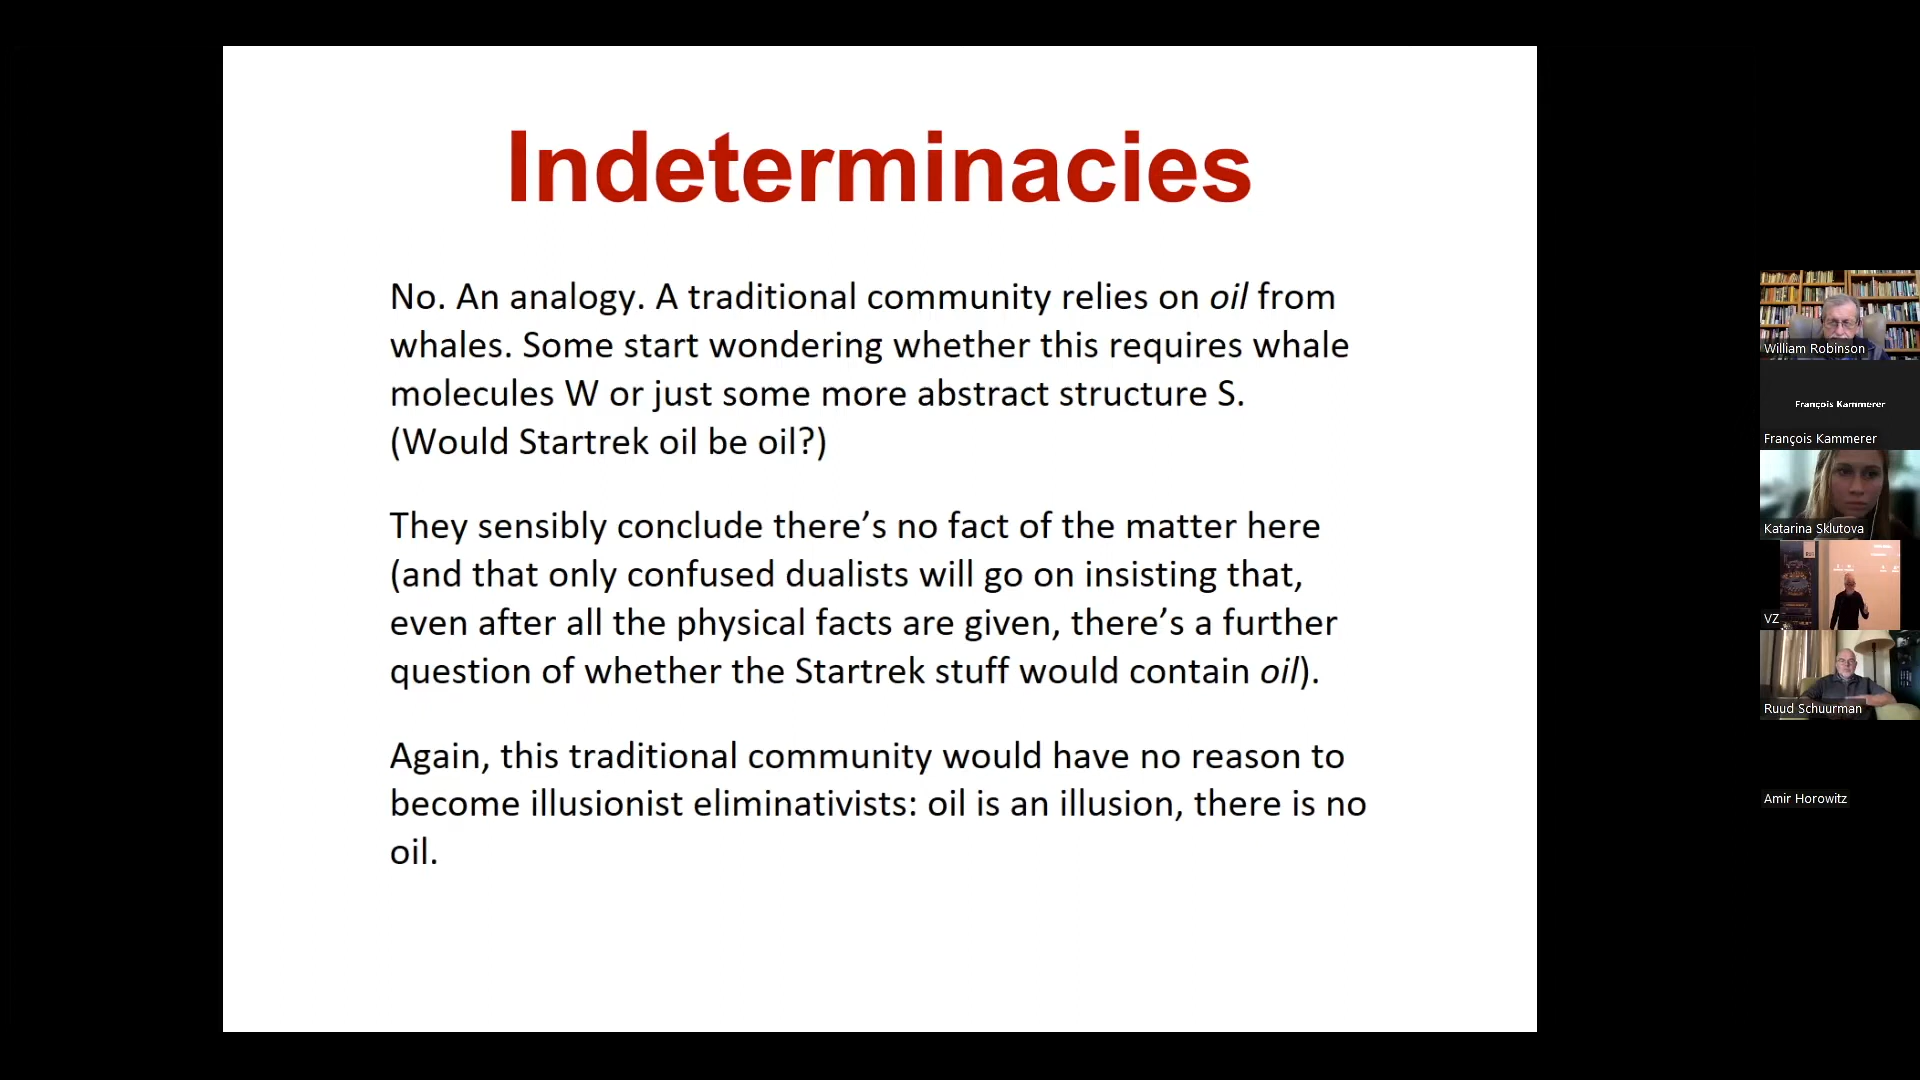 Indeterminacies
No. An analogy. A traditional community relies on oil from
whales. Some start wondering whether this requires whale
molecules W or just some more abstract structure S.
(Would Startrek oil be oil?)
They sensibly conclude there’s no fact of the matter here
(and that only confused dualists will go on insisting that,
even after all the physical facts are given, there’s a further
question of whether the Startrek stuff would contain oil).
Again, this traditional community would have no reason to
become illusionist eliminativists: oil is an illusion, there is no
oil.
William Robinson
François Kammerer
François Kammerer
Katarina Sklutova
VZ
Ruud Schuurman
Amir Horowitz